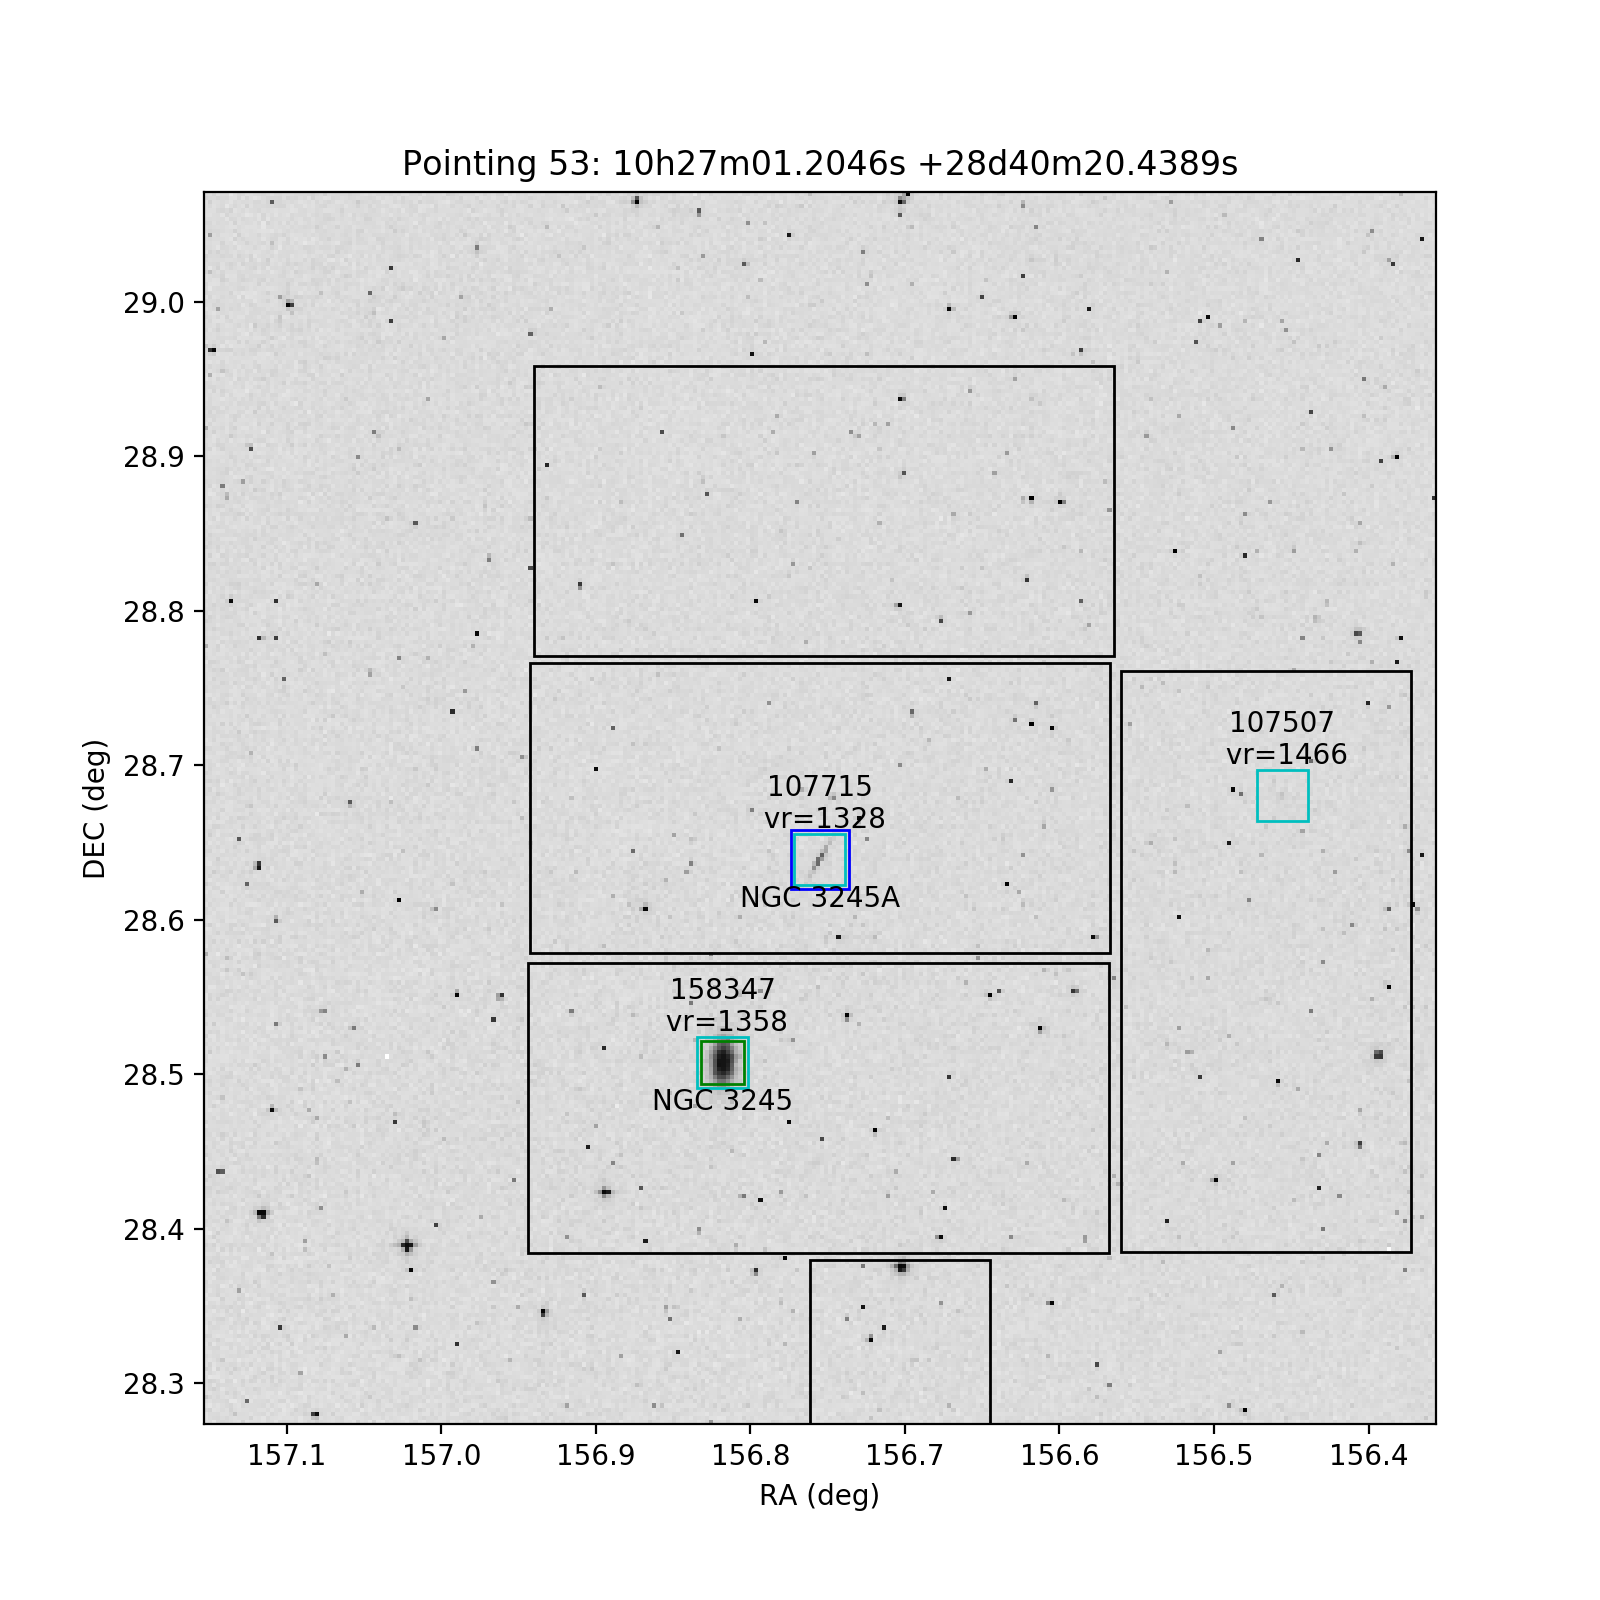 Pointing 53: 10h27m01.2046s +28d40m20.4389s
29.0
28.9
28.8
28.7
28.6
28.5
28.4
28.3
DEC (deg)
107507
vr=1466
107715
vr=1328
NGC 3245A
158347
vr=1358
NGC 3245
157.1 157.0 156.9 156.8 156.7 156.6 156.5 156.4
RA (deg)